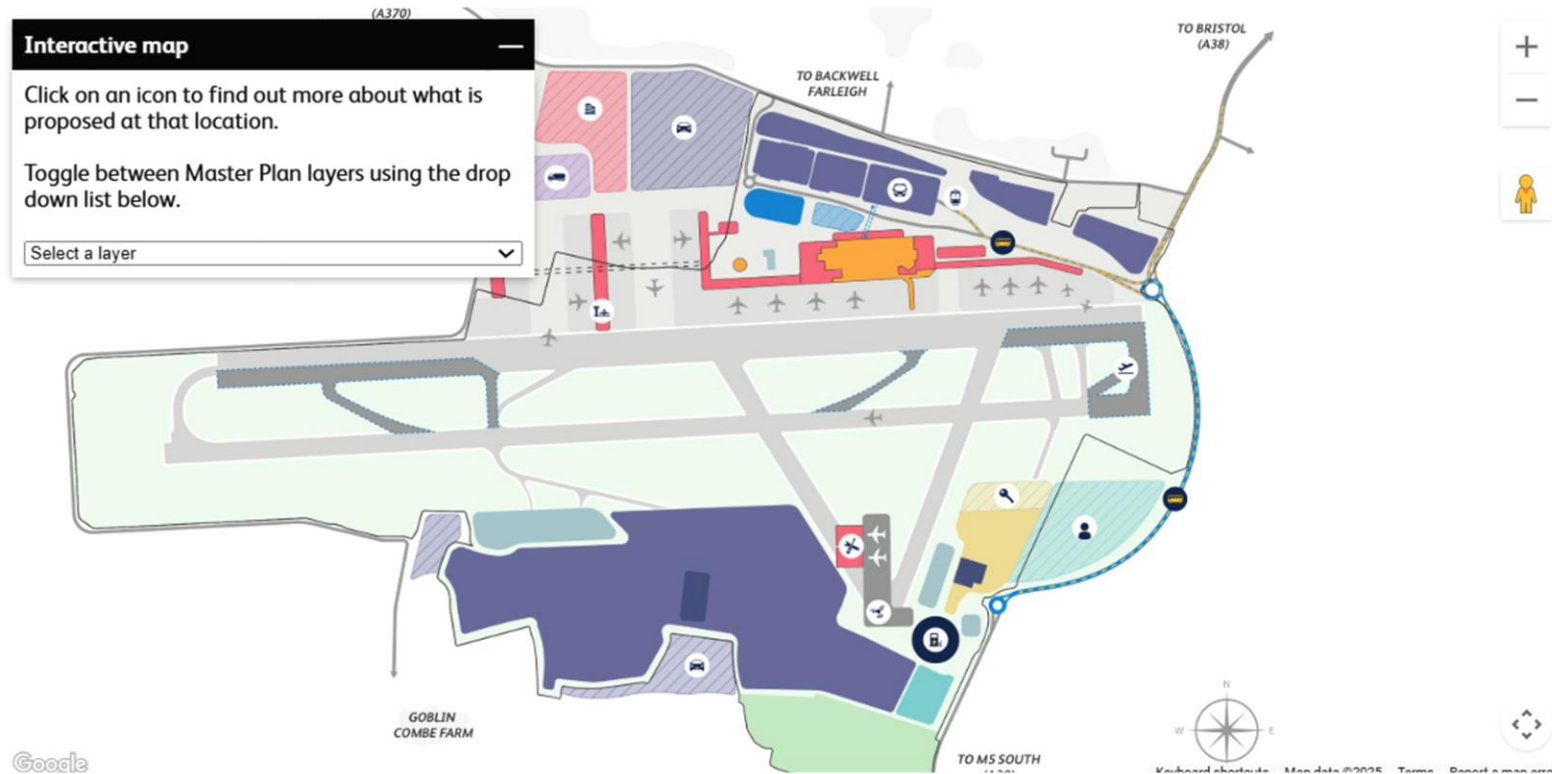 (A370)
Interactive map
Click on an icon to find out more about what is
proposed at that location.
Toggle between Master Plan layers using the drop
down list below.
Select a layer
TO BACKWELL
FARLEIGH
TO BRISTOL
(A38)
GOBLIN
COMBE FARM
TO M5 SOUTH
N
W
E
Google
Keyboard shortcuts
Map data ©2025
Terms
Report a map